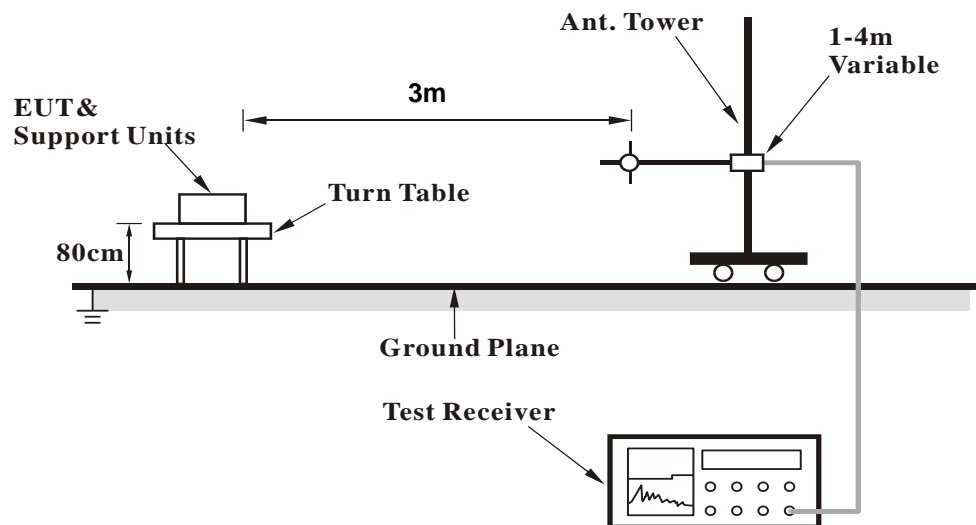 Ant. Tower
1-4m
Variable
3m
EUT&
Support Units
Turn Table
80cm
Ground Plane
Test Receiver